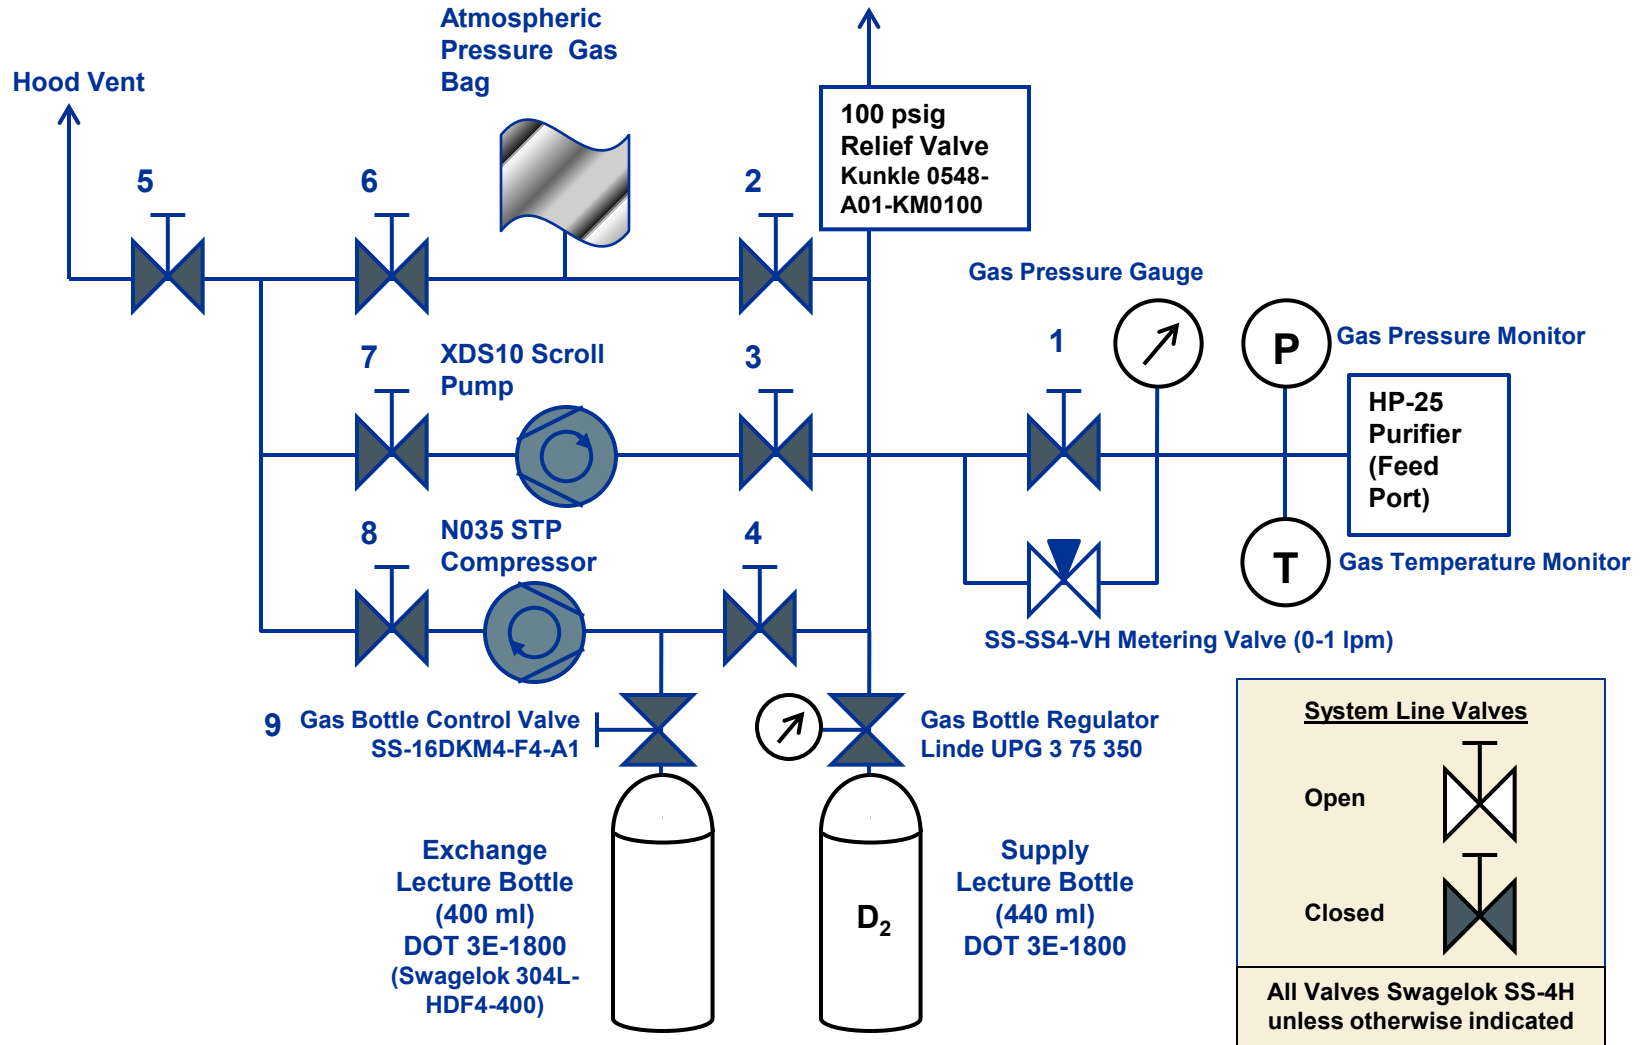 Atmospheric
Pressure Gas
Bag
Hood Vent
100 psig
Relief Valve
Kunkle 0548-
A01-KM0100
5
6
2
Gas Pressure Gauge
1
P
Gas Pressure Monitor
7
XDS10 Scroll
Pump
3
HP-25
Purifier
(Feed
Port)
8
N035 STP
Compressor
4
T
Gas Temperature Monitor
SS-SS4-VH Metering Valve (0-1 lpm)
9
Gas Bottle Control Valve
SS-16DKM4-F4-A1
Gas Bottle Regulator
Linde UPG 3 75 350
Exchange
Lecture Bottle
(400 ml)
DOT 3E-1800
(Swagelok 304L-
HDF4-400)
D₂
Supply
Lecture Bottle
(440 ml)
DOT 3E-1800
System Line Valves
Open
Closed
All Valves Swagelok SS-4H
unless otherwise indicated